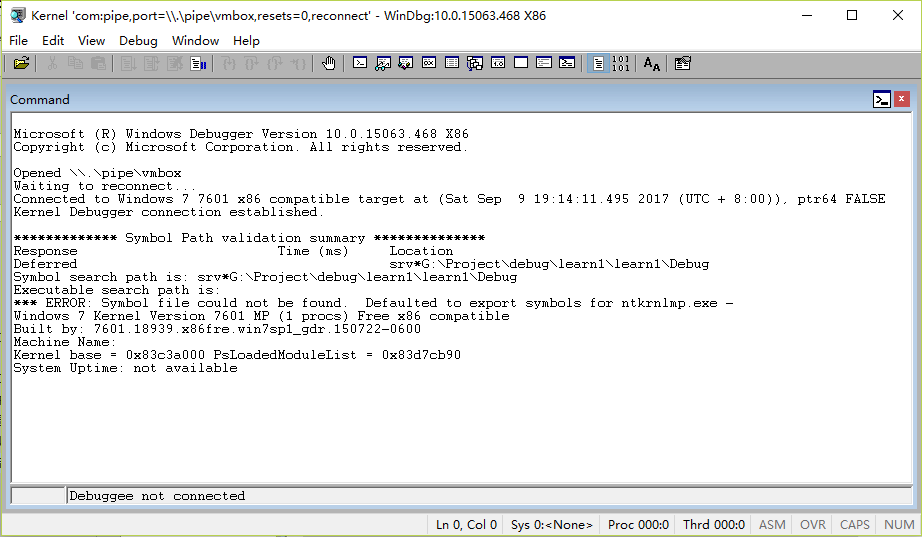 Kernel 'com:pipe,port=\\.\pipe\vmbox,resets=0,reconnect' - WinDbg:10.0.15063.468 X86
File Edit View Debug Window Help
101
101
AA
Command
Microsoft (R) Windows Debugger Version 10.0.15063.468 X86
Copyright (c) Microsoft Corporation. All rights reserved.
Opened \\.\pipe\vmbox
Waiting to reconnect...
Connected to Windows 7 7601 x86 compatible target at (Sat Sep  9 19:14:11.495 2017 (UTC + 8:00)), ptr64 FALSE
Kernel Debugger connection established.
************* Symbol Path validation summary **************
Response                         Time (ms)     Location
Deferred                                       srv*G:\Project\debug\learn1\learn1\Debug
Symbol search path is: srv*G:\Project\debug\learn1\learn1\Debug
Executable search path is:
*** ERROR: Symbol file could not be found.  Defaulted to export symbols for ntkrnlmp.exe -
Windows 7 Kernel Version 7601 MP (1 procs) Free x86 compatible
Built by: 7601.18939.x86fre.win7sp1_gdr.150722-0600
Machine Name:
Kernel base = 0x83c3a000 PsLoadedModuleList = 0x83d7cb90
System Uptime: not available
Debuggee not connected
Ln 0, Col 0 Sys 0:<None> Proc 000:0 Thrd 000:0 ASM OVR CAPS NUM